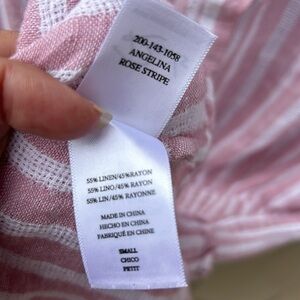 200-143-1058
ANGELINA
ROSE STRIPE
55% LINEN/45%RAYON
55% LINO/45% RAYON
55% LIN/45% RAYONNE
MADE IN CHINA
HECHO EN CHINA
FABRIQUÉ EN CHINE
SMALL
CHICO
PETIT